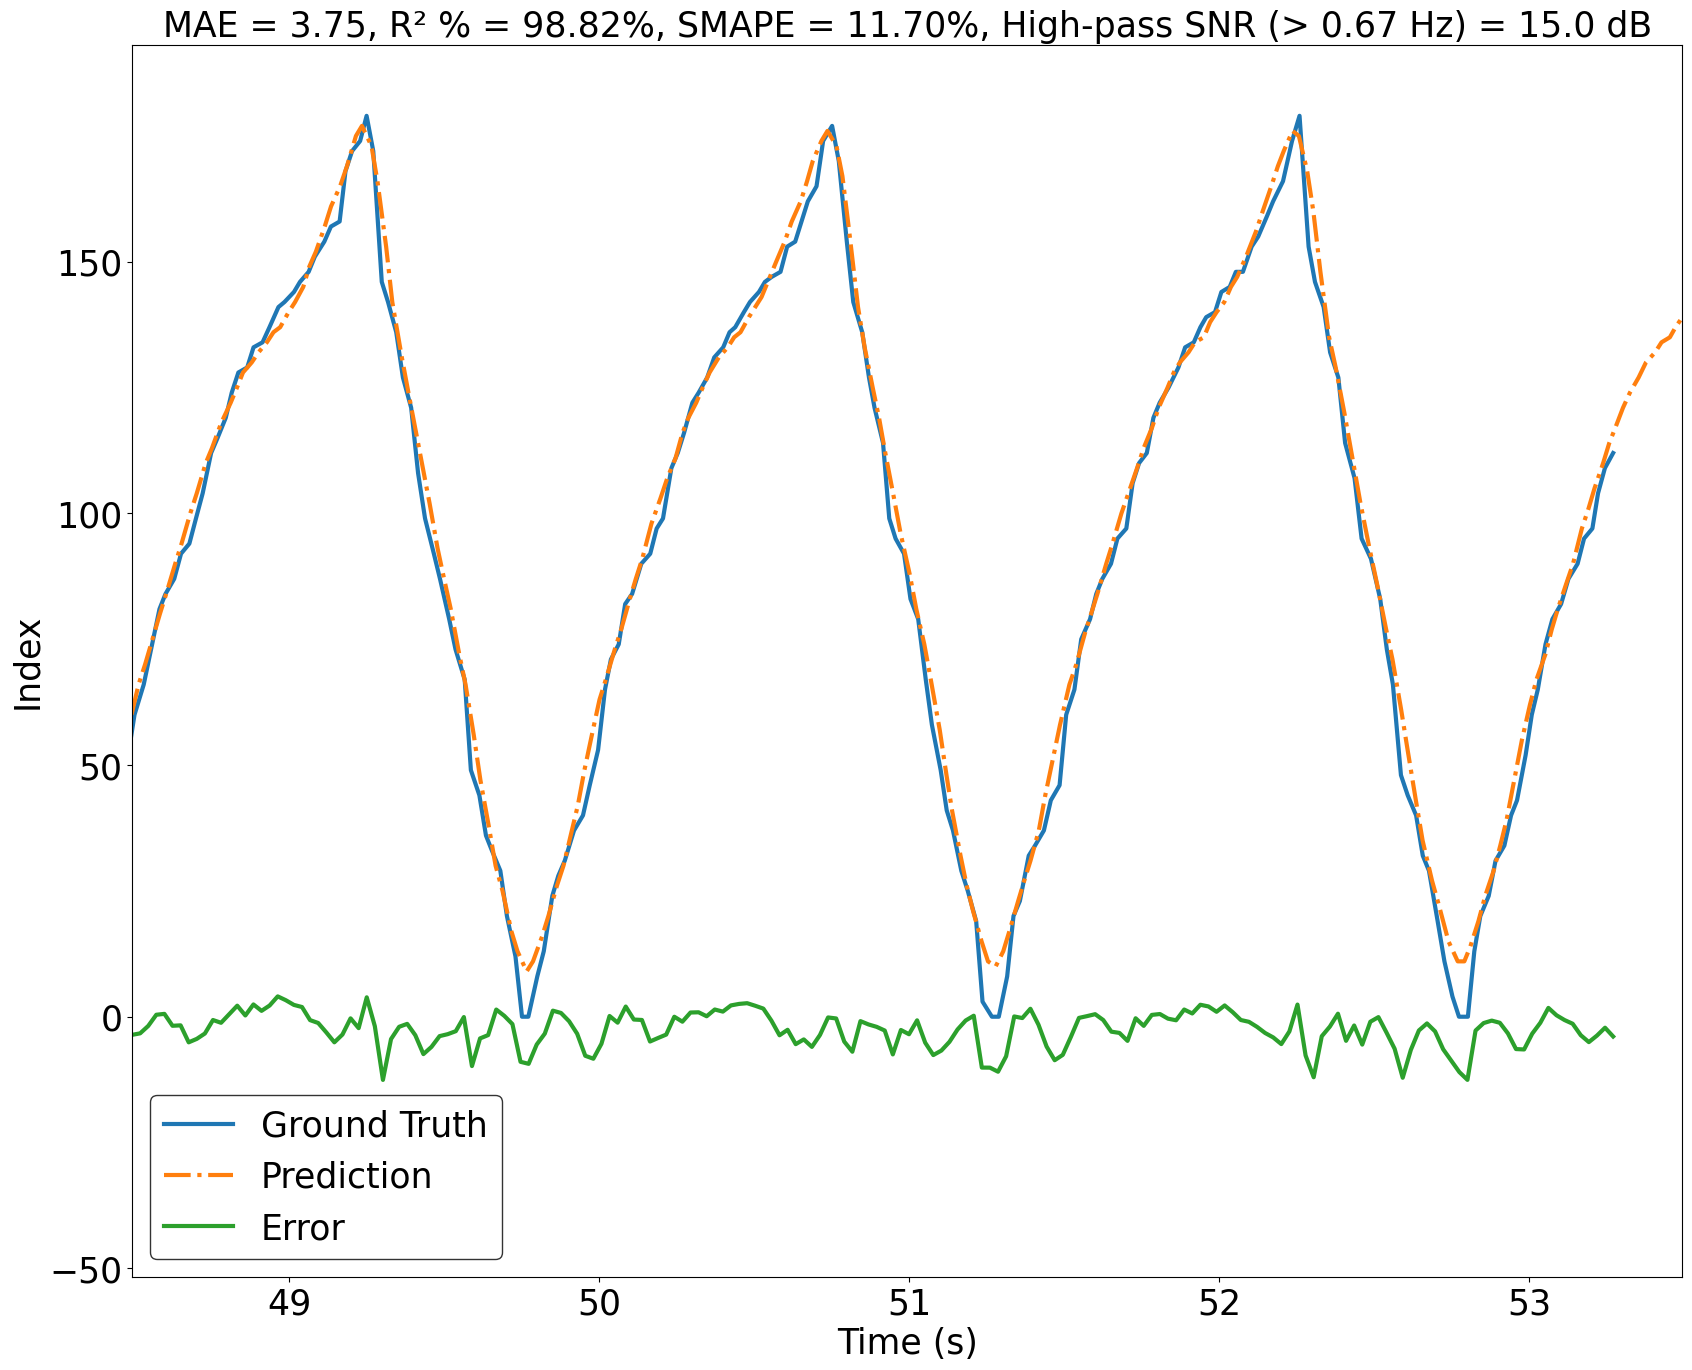 MAE = 3.75, R² % = 98.82%, SMAPE = 11.70%, High-pass SNR (> 0.67 Hz) = 15.0 dB
150
100
50
0
−50
Index
Ground Truth
Prediction
Error
49 50 51 52 53
Time (s)